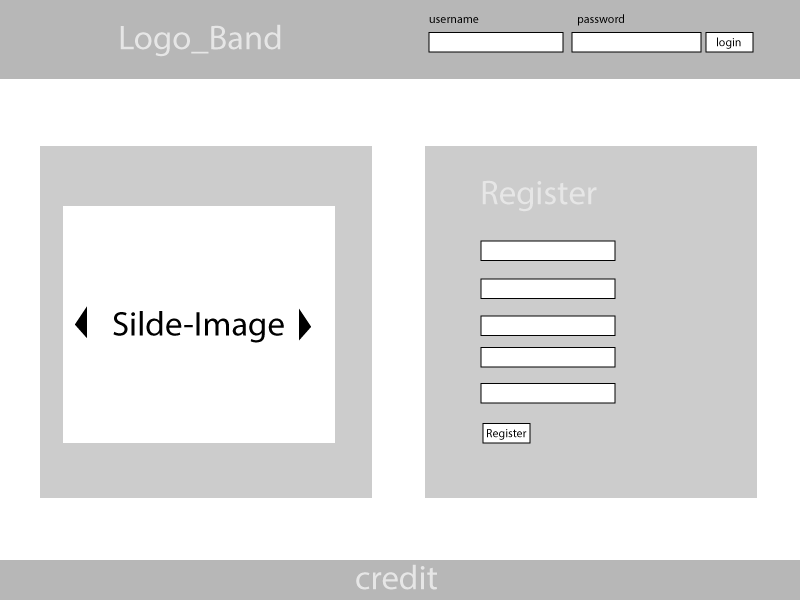 Logo_Band
username
password
login
Register
Silde-Image
Register
credit